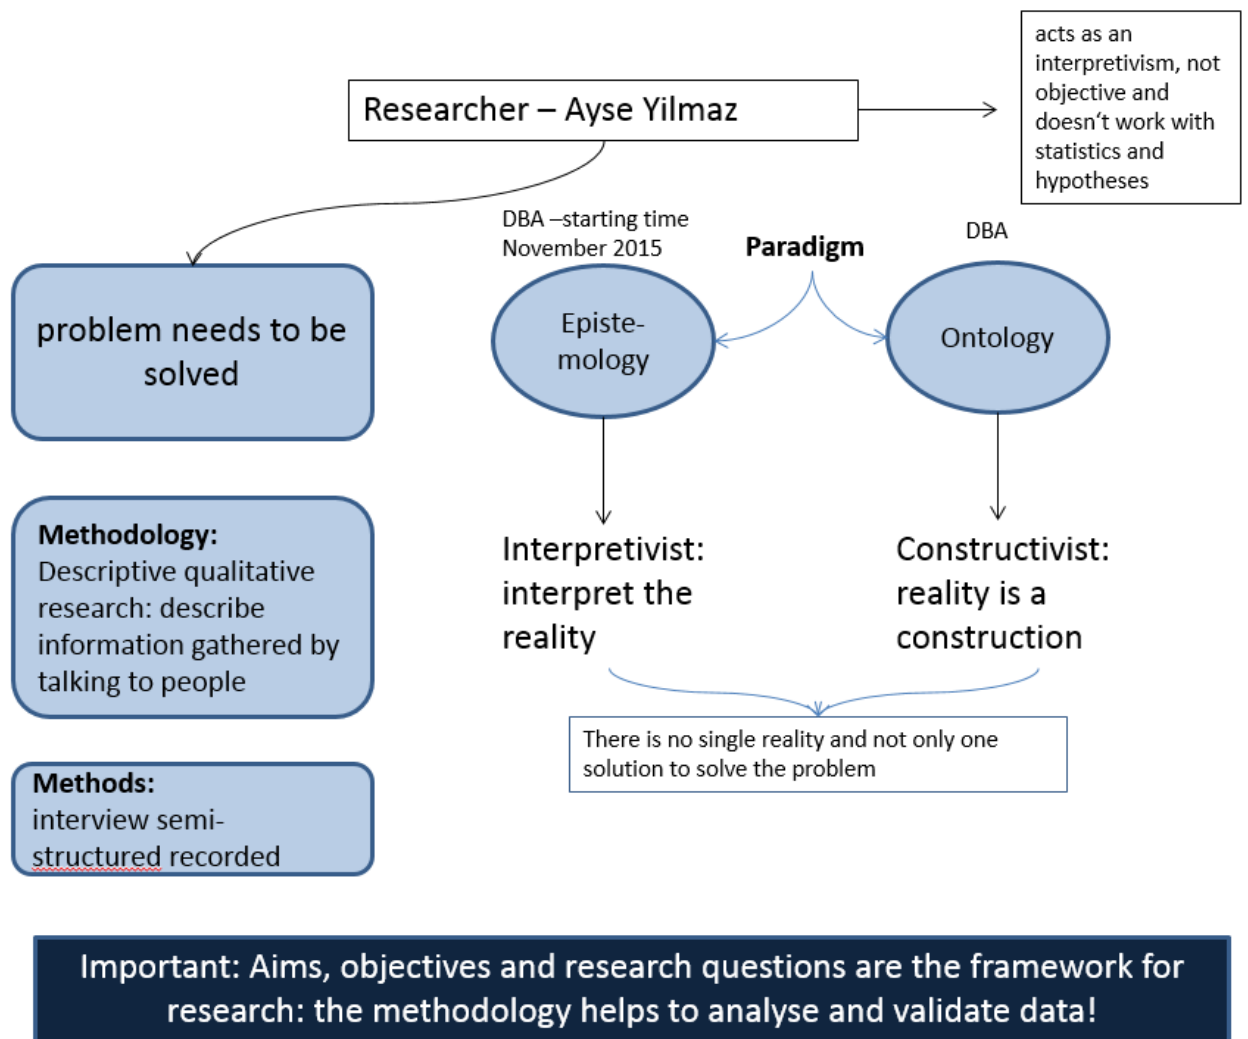 acts as an
interpretivism, not
objective and
doesn‘t work with
statistics and
hypotheses
Researcher – Ayse Yilmaz
DBA –starting time
November 2015
Paradigm
DBA
problem needs to be
solved
Episte-
mology
Ontology
Methodology:
Descriptive qualitative
research: describe
information gathered by
talking to people
Interpretivist:
interpret the
reality
Constructivist:
reality is a
construction
There is no single reality and not only one
solution to solve the problem
Methods:
interview semi-
structured recorded
Important: Aims, objectives and research questions are the framework for
research: the methodology helps to analyse and validate data!